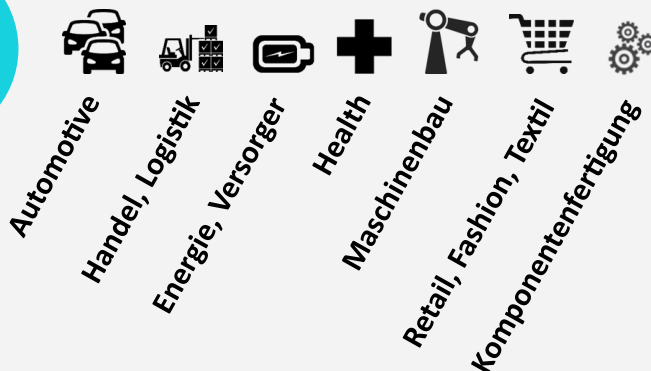 Automotive
Handel, Logistik
Energie, Versorger
Health
Maschinenbau
Retail, Fashion, Textil
Komponentenfertigung